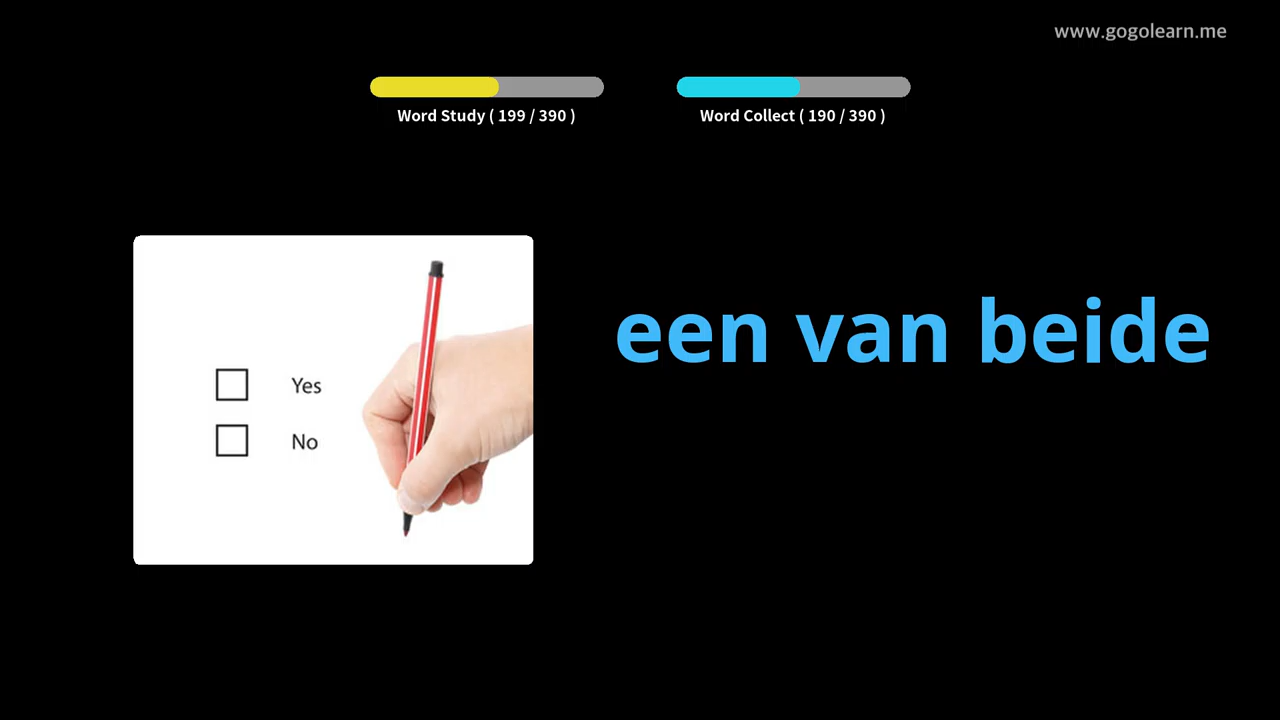 www.gogolearn.me
Word Study ( 199 / 390 )
Word Collect ( 190 / 390 )
een van beide
Yes
No